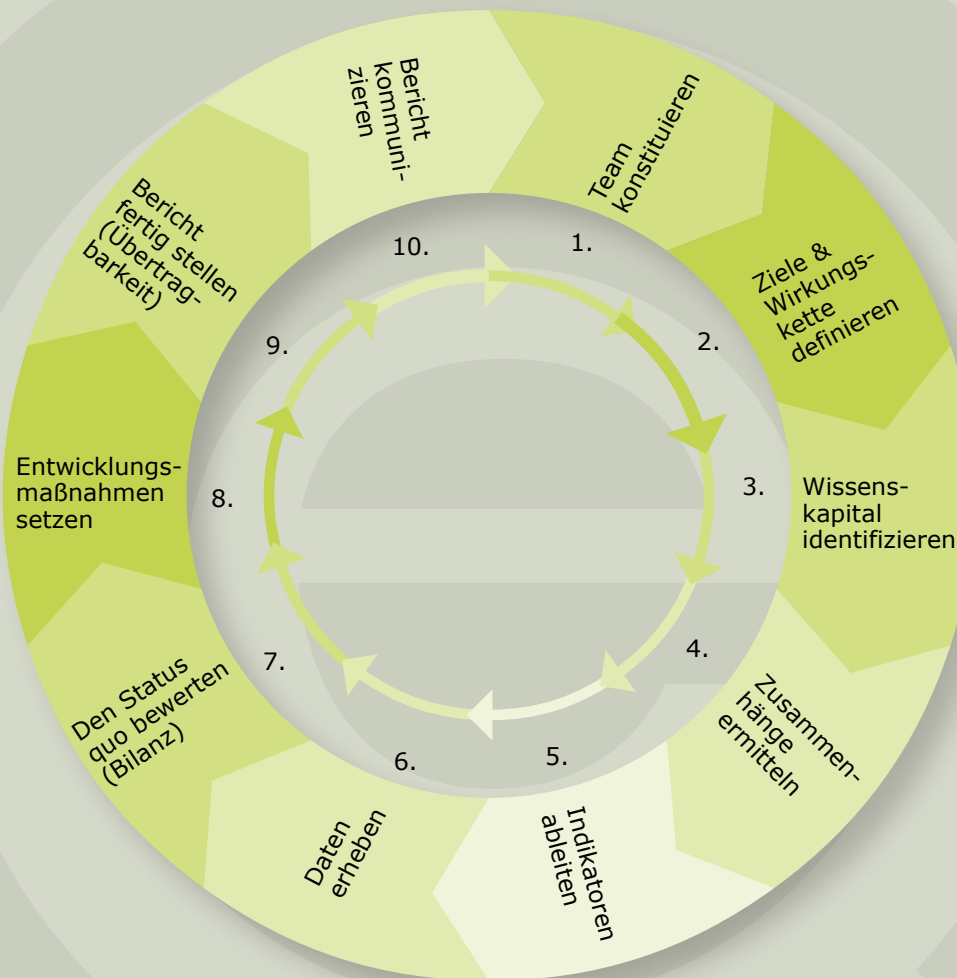 1.
Team
konstituieren
2.
Ziele &
Wirkungs-
kette
definieren
3.
Wissens-
kapital
identifizieren
4.
Zusammen-
hänge
ermitteln
5.
Indikatoren
ableiten
6.
Daten
erheben
7.
Den Status
quo bewerten
(Bilanz)
8.
Entwicklungs-
maßnahmen
setzen
9.
Bericht
fertig stellen
(Übertrag-
barkeit)
10.
Bericht
kommuni-
zieren